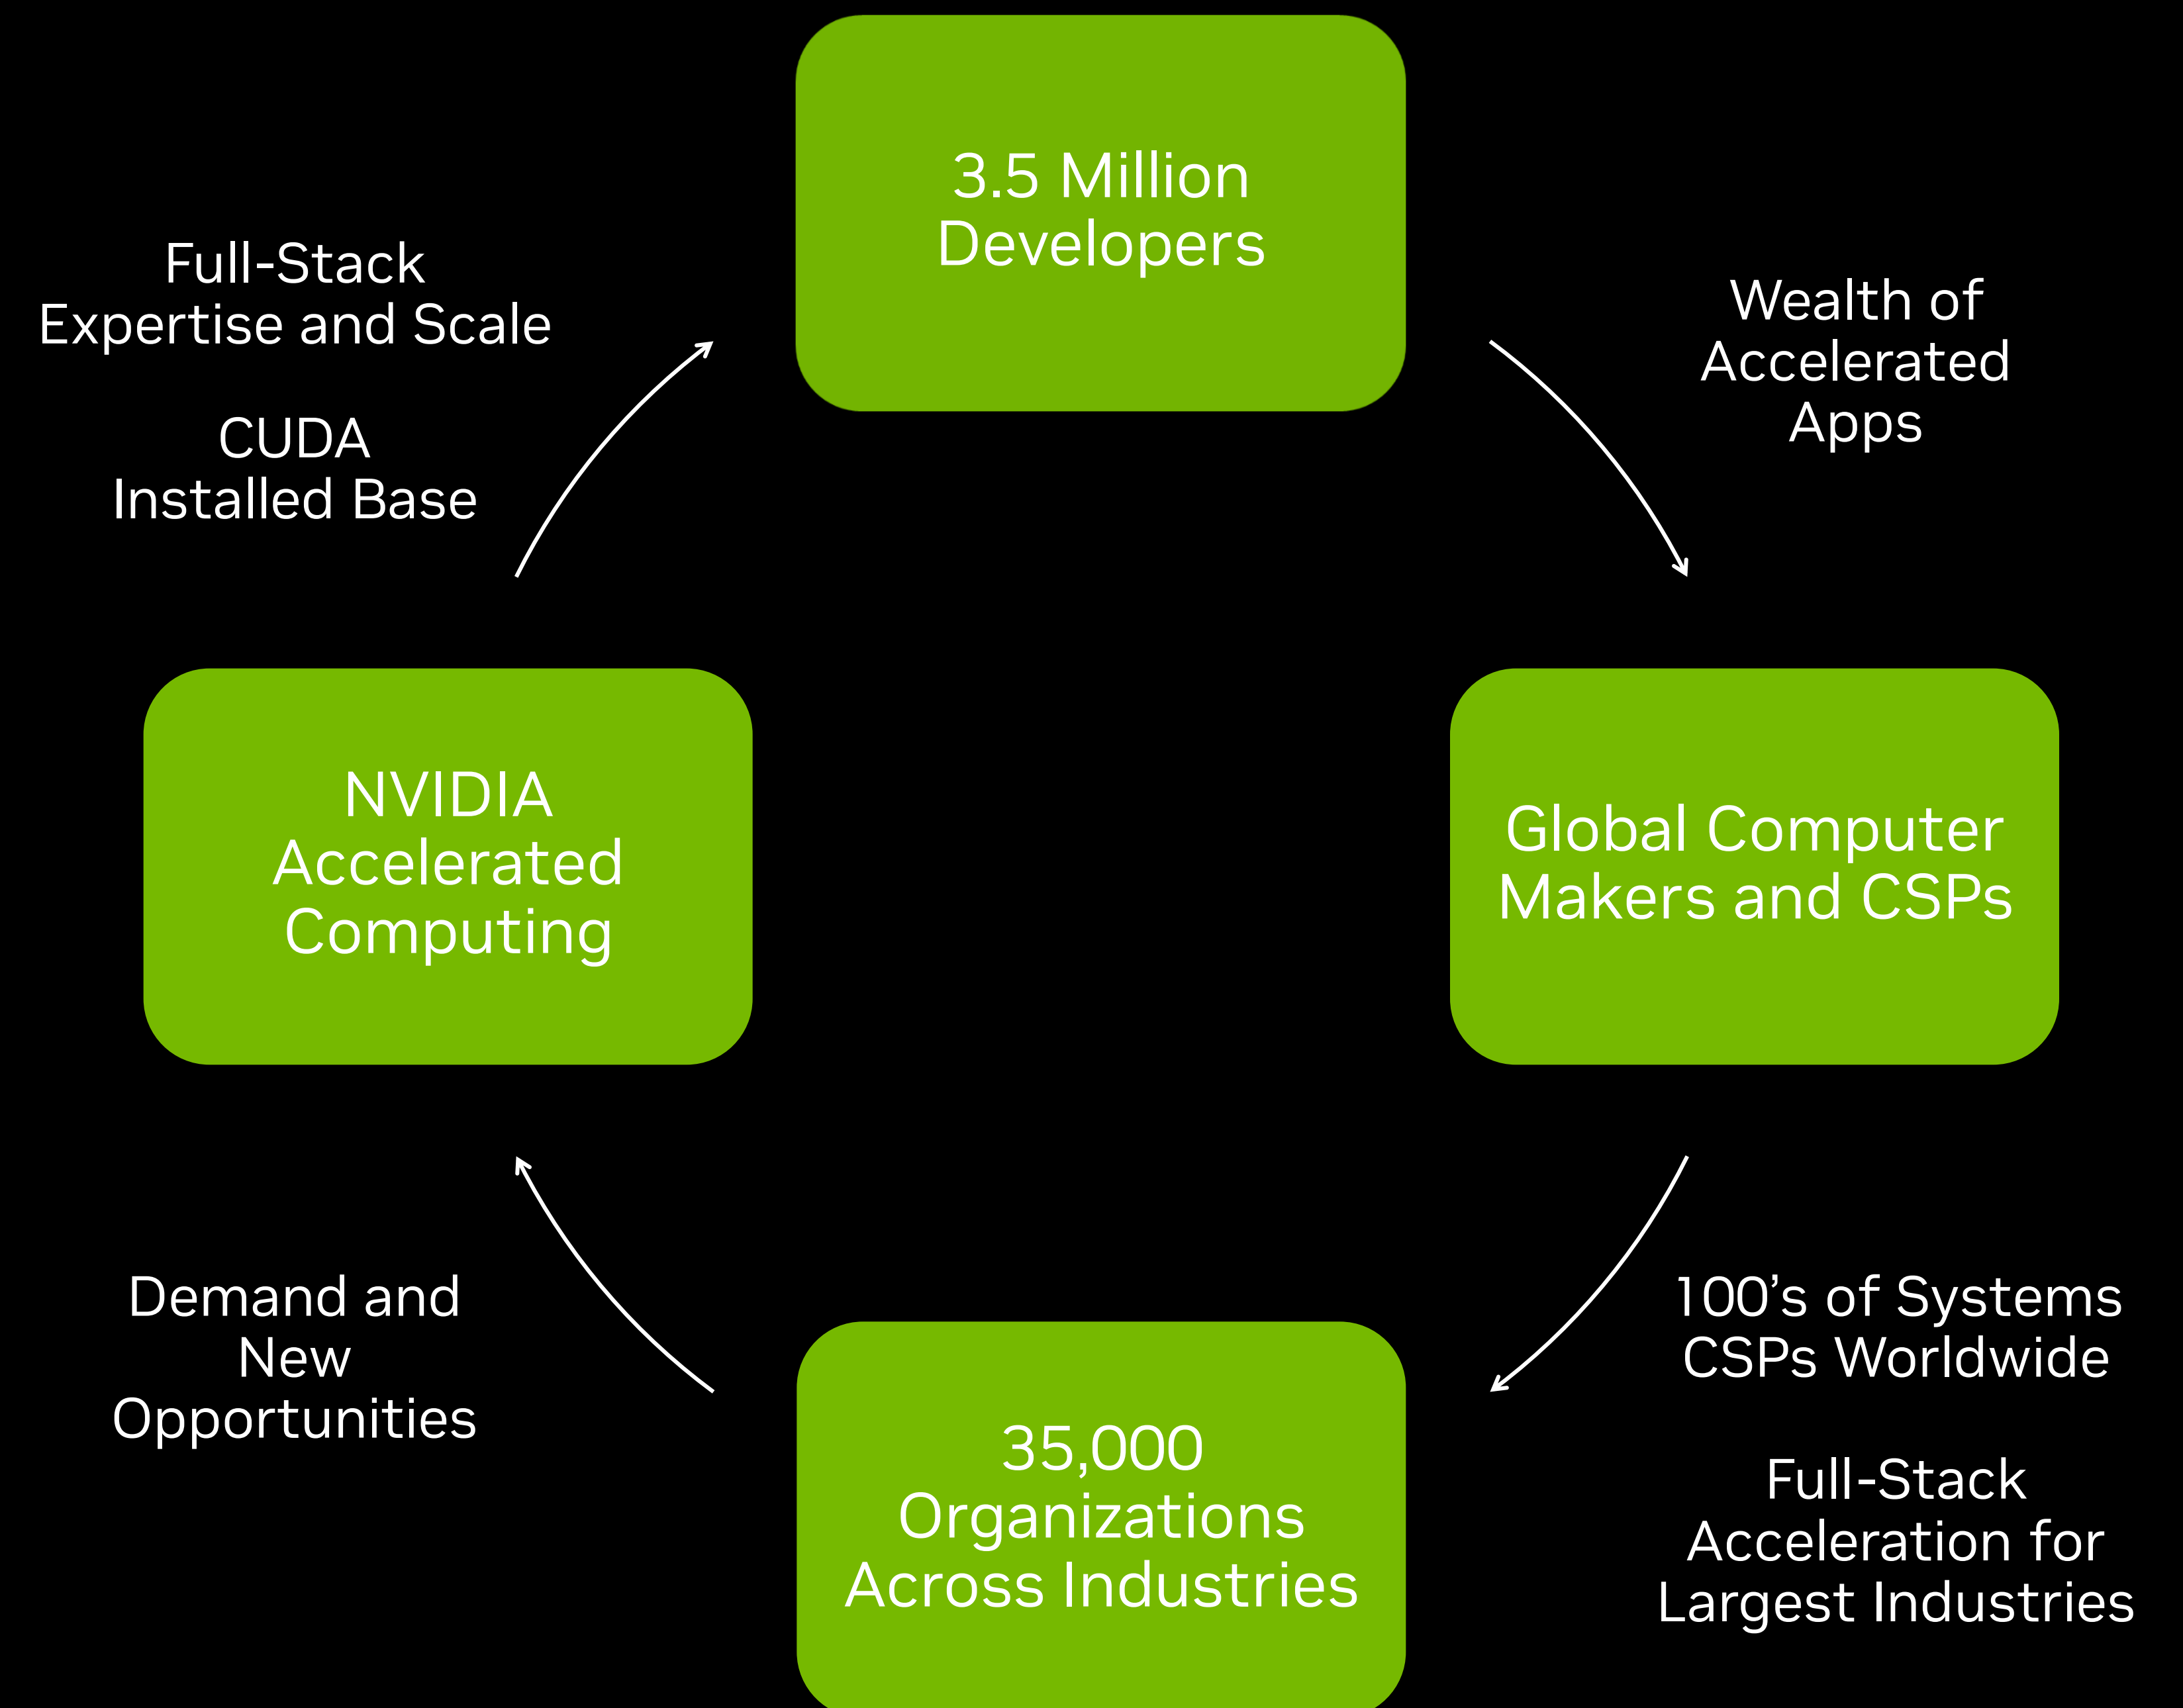 3.5 Million
Developers
Full-Stack
Expertise and Scale
CUDA
Installed Base
Wealth of
Accelerated
Apps
NVIDIA
Accelerated
Computing
Global Computer
Makers and CSPs
Demand and
New
Opportunities
100’s of Systems
CSPs Worldwide
Full-Stack
Acceleration for
Largest Industries
35,000
Organizations
Across Industries